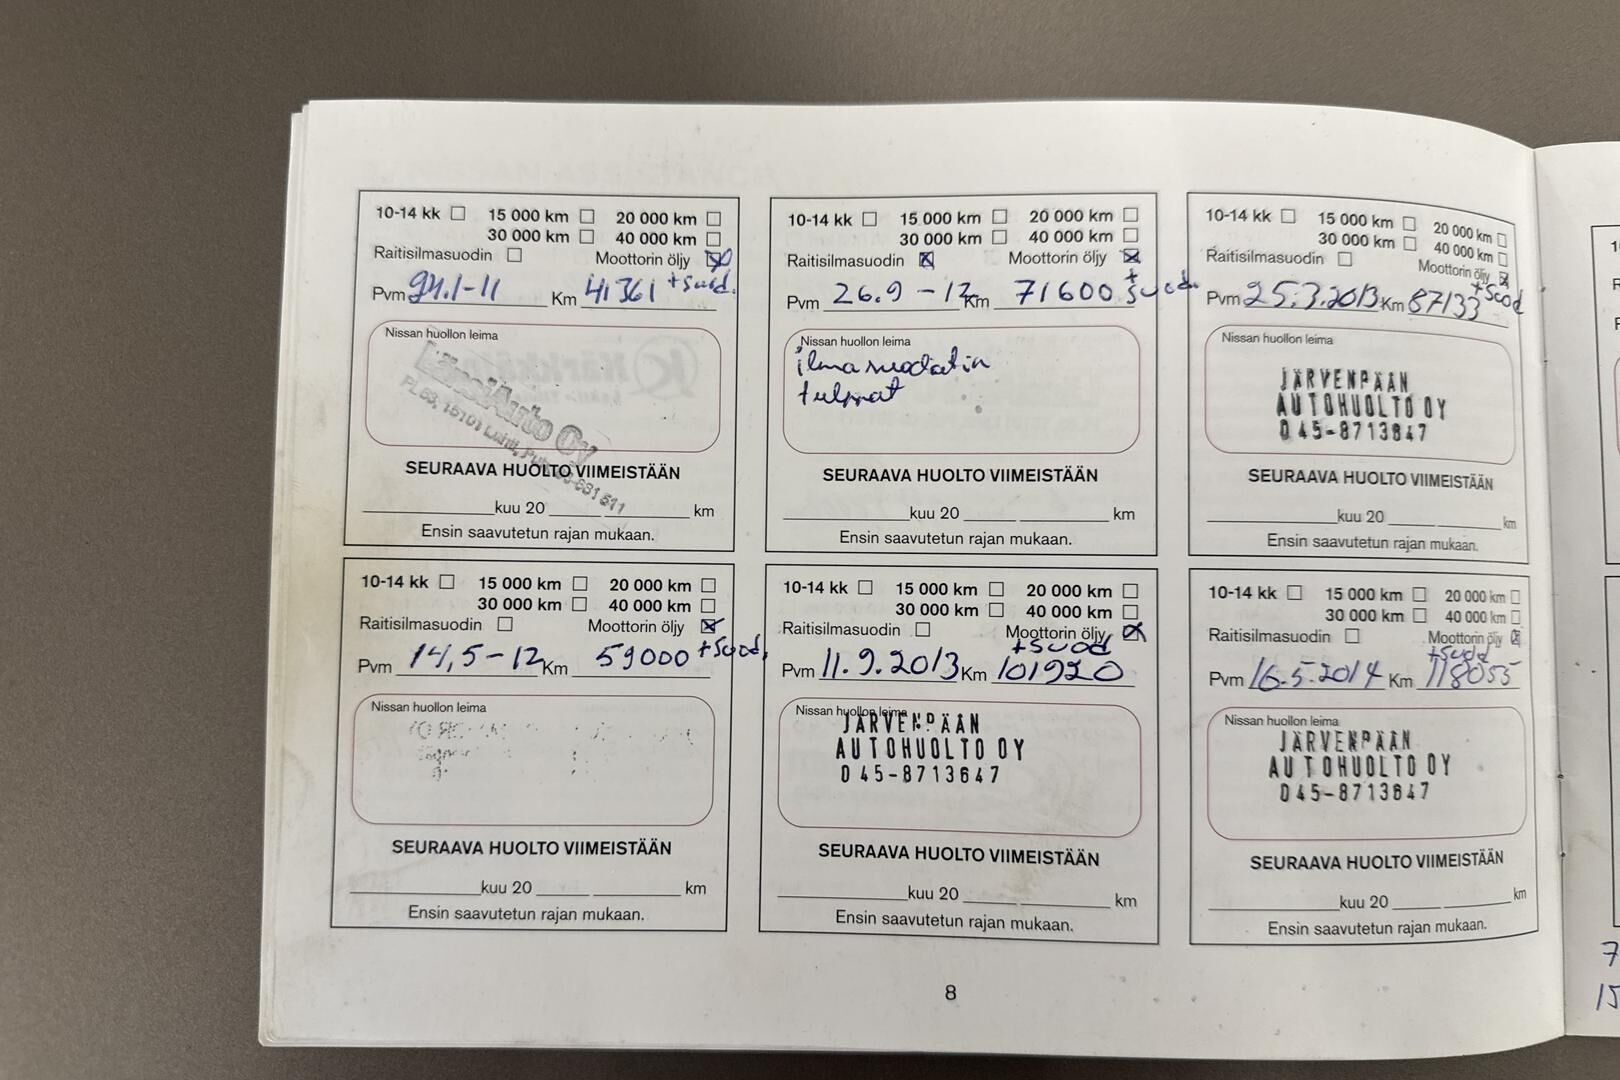 10-14 kk 15 000 km 20 000 km
30 000 km 40 000 km
Raitisilmasuodin Moottorin öljy
Pvm 24.1-11 Km 41361 + suod.
Nissan huollon leima
LänsiAuto Oy
PL 63, 15101 Lahti,
SEURAAVA HUOLTO VIIMEISTÄÄN
kuu 20 km
Ensin saavutetun rajan mukaan.
10-14 kk 15 000 km 20 000 km
30 000 km 40 000 km
Raitisilmasuodin Moottorin öljy
Pvm 26.9 - 12 Km 71600 + suod.
Nissan huollon leima
ilmasuodatin
tulpat
SEURAAVA HUOLTO VIIMEISTÄÄN
kuu 20 km
Ensin saavutetun rajan mukaan.
10-14 kk 15 000 km 20 000 km
30 000 km 40 000 km
Raitisilmasuodin Moottorin öljy
Pvm 25.3.2013 Km 87133 + suod
Nissan huollon leima
JÄRVENPÄÄN
AUTOHUOLTO OY
045-8713647
SEURAAVA HUOLTO VIIMEISTÄÄN
kuu 20 km
Ensin saavutetun rajan mukaan.
10-14 kk 15 000 km 20 000 km
30 000 km 40 000 km
Raitisilmasuodin Moottorin öljy
Pvm 14,5-12 Km 59000 + suod.
Nissan huollon leima
SEURAAVA HUOLTO VIIMEISTÄÄN
kuu 20 km
Ensin saavutetun rajan mukaan.
10-14 kk 15 000 km 20 000 km
30 000 km 40 000 km
Raitisilmasuodin Moottorin öljy
+ suod
Pvm 11.9.2013 Km 101920
Nissan huollon leima
JÄRVENPÄÄN
AUTOHUOLTO OY
045-8713647
SEURAAVA HUOLTO VIIMEISTÄÄN
kuu 20 km
Ensin saavutetun rajan mukaan.
10-14 kk 15 000 km 20 000 km
30 000 km 40 000 km
Raitisilmasuodin Moottorin öljy
+ suod
Pvm 16.5.2014 Km 118055
Nissan huollon leima
JÄRVENPÄÄN
AUTOHUOLTO OY
045-8713647
SEURAAVA HUOLTO VIIMEISTÄÄN
kuu 20 km
Ensin saavutetun rajan mukaan.
8